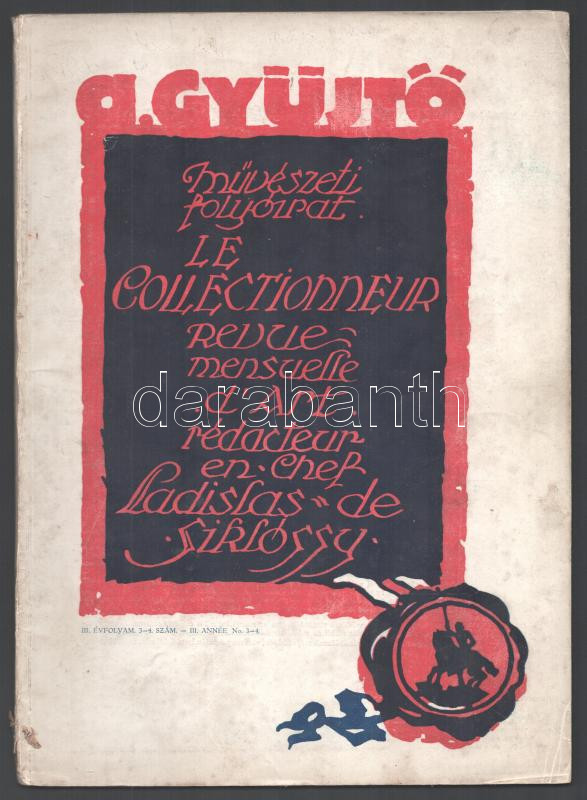 a.GYŰJTŐ
művészeti
folyóirat.
LE
COLLECTIONNEUR
REVUE
mensuelle
d'ART.
rédacteur
en·chef
Ladislas=de
·Siklóssy·
III. ÉVFOLYAM. 3—4. SZÁM. — III. ANNÉE No. 3—4.
darabanth